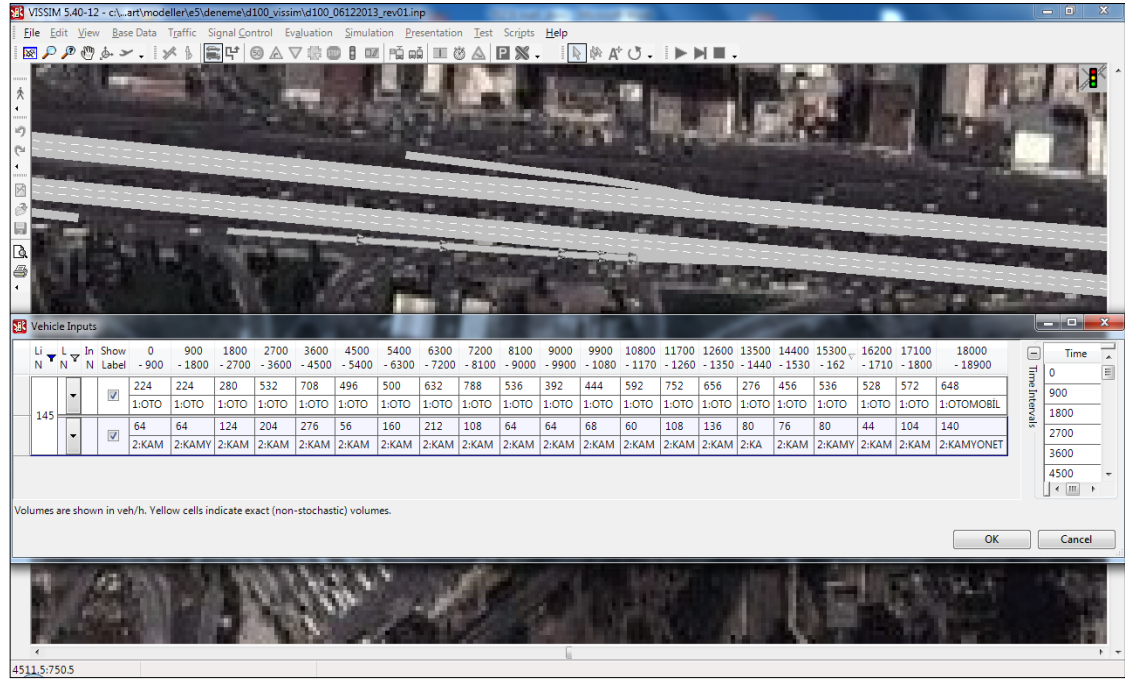 VISSIM 5.40-12 - c:\...art\modeller\e5\deneme\d100_vissim\d100_06122013_rev01.inp
File Edit View Base Data Traffic Signal Control Evaluation Simulation Presentation Test Scripts Help
Vehicle Inputs
Li L In Show 0 900 1800 2700 3600 4500 5400 6300 7200 8100 9000 9900 10800 11700 12600 13500 14400 15300 16200 17100 18000
N N N Label - 900 - 1800 - 2700 - 3600 - 4500 - 5400 - 6300 - 7200 - 8100 - 9000 - 9900 - 1080 - 1170 - 1260 - 1350 - 1440 - 1530 - 162 - 1710 - 1800 - 18900
224 224 280 532 708 496 500 632 788 536 392 444 592 752 656 276 456 536 528 572 648
1:OTO 1:OTO 1:OTO 1:OTO 1:OTO 1:OTO 1:OTO 1:OTO 1:OTO 1:OTO 1:OTO 1:OTO 1:OTO 1:OTO 1:OTO 1:OTO 1:OTO 1:OTO 1:OTO 1:OTO 1:OTOMOBİL
145
64 64 124 204 276 56 160 212 108 64 64 68 60 108 136 80 76 80 44 104 140
2:KAM 2:KAMY 2:KAM 2:KAM 2:KAM 2:KAM 2:KAM 2:KAM 2:KAM 2:KAM 2:KAM 2:KAM 2:KAM 2:KAM 2:KAM 2:KA 2:KAM 2:KAMY 2:KAM 2:KAM 2:KAMYONET
Time Intervals
Time
0
900
1800
2700
3600
4500
Volumes are shown in veh/h. Yellow cells indicate exact (non-stochastic) volumes.
OK Cancel
4511.5:750.5